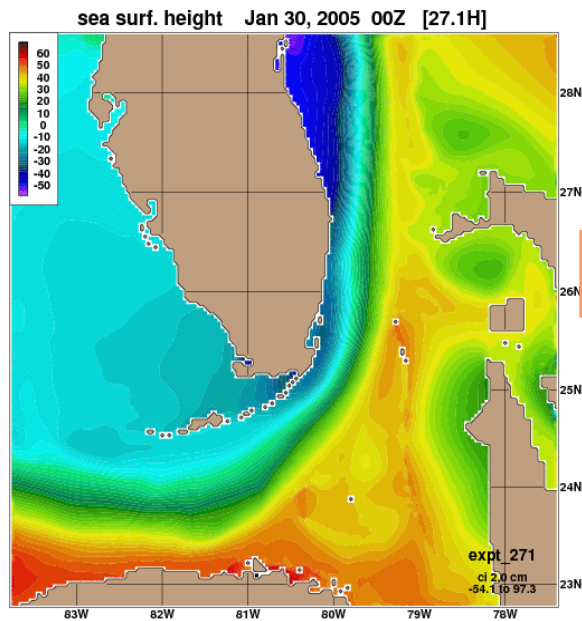 sea surf. height Jan 30, 2005 00Z [27.1H]
60
50
40
30
20
10
-10
-20
-30
-40
-50
28N
27N
26N
25N
24N
23N
expt_271
ci 2.0 cm
-54.1 to 97.3
83W 82W 81W 80W 79W 78W